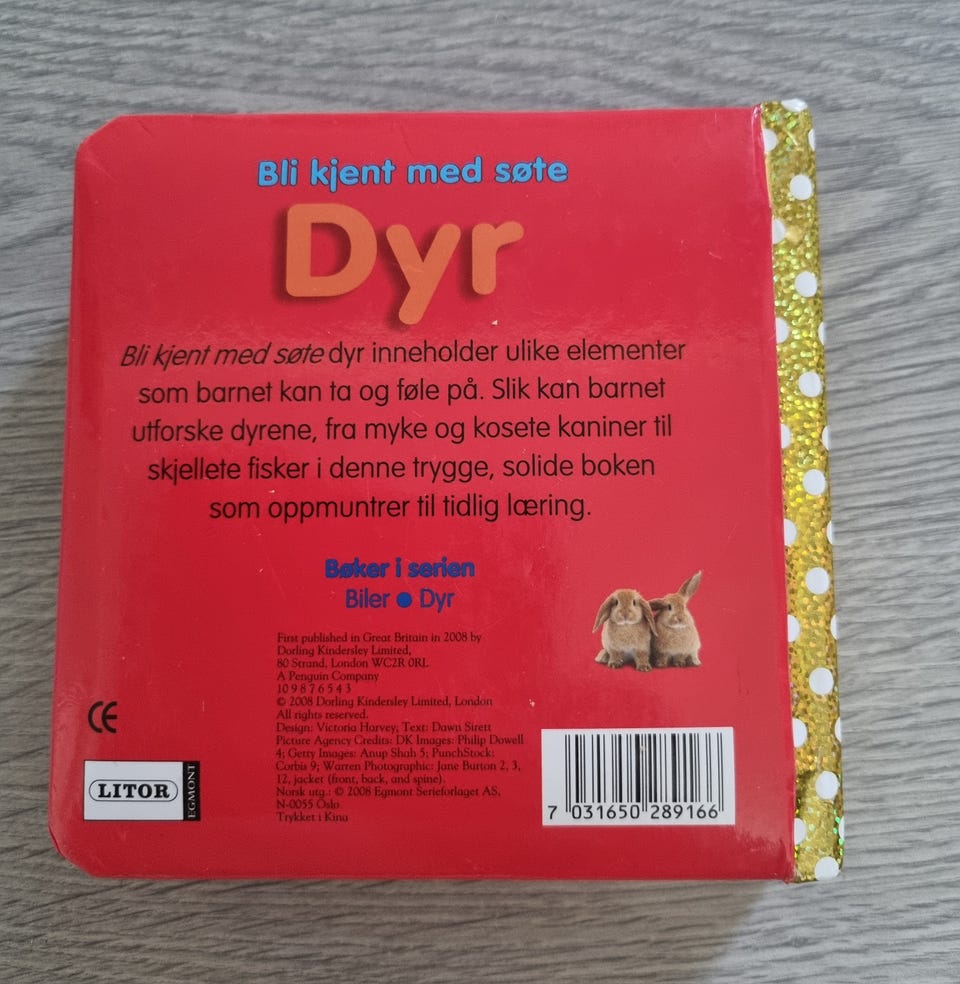 Bli kjent med søte
Dyr
Bli kjent med søte dyr inneholder ulike elementer
som barnet kan ta og føle på. Slik kan barnet
utforske dyrene, fra myke og kosete kaniner til
skjellete fisker i denne trygge, solide boken
som oppmuntrer til tidlig læring.
Bøker i serien
Biler ● Dyr
First published in Great Britain in 2008 by
Dorling Kindersley Limited,
80 Strand, London WC2R 0RL
A Penguin Company
10 9 8 7 6 5 4 3
© 2008 Dorling Kindersley Limited, London
All rights reserved.
Design: Victoria Harvey; Text: Dawn Sirett
Picture Agency Credits: DK Images: Philip Dowell
4; Getty Images: Anup Shah 5; PunchStock:
Corbis 9; Warren Photographic: Jane Burton 2, 3,
12, jacket (front, back, and spine).
Norsk utg.: © 2008 Egmont Serieforlaget AS,
N-0055 Oslo
Trykket i Kina
CE
LITOR
EGMONT
7 031650 289166